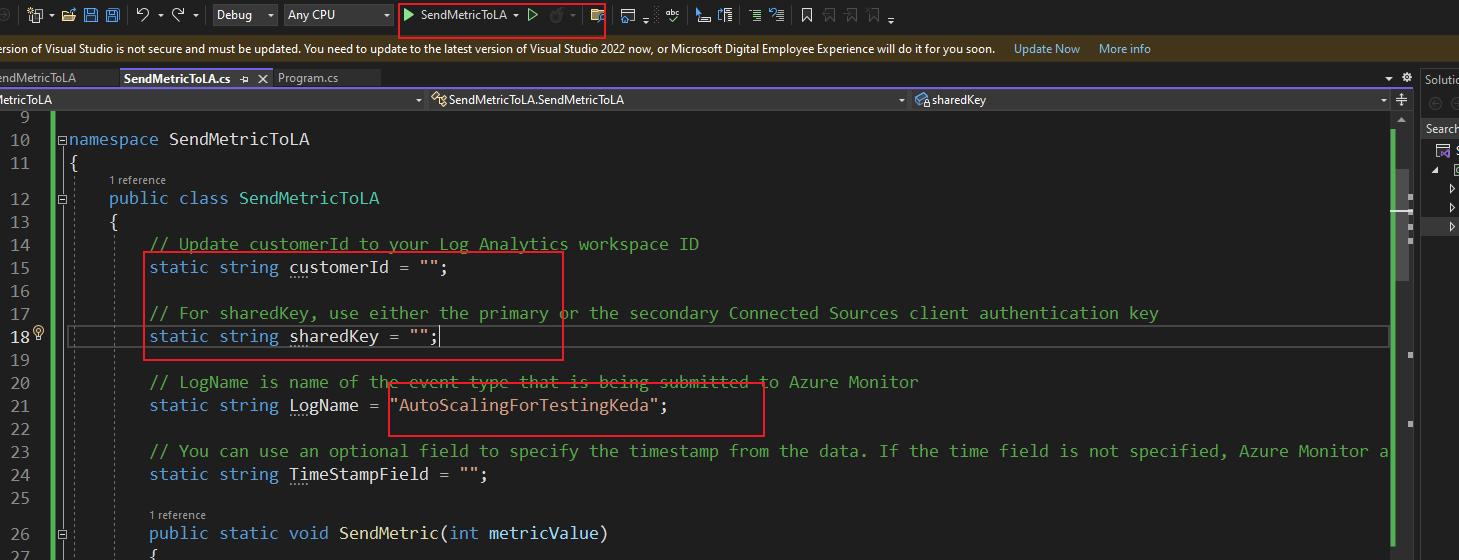 Debug Any CPU SendMetricToLA
ersion of Visual Studio is not secure and must be updated. You need to update to the latest version of Visual Studio 2022 now, or Microsoft Digital Employee Experience will do it for you soon. Update Now More info
endMetricToLA SendMetricToLA.cs Program.cs Solutio
MetricToLA SendMetricToLA.SendMetricToLA sharedKey
9
Search
10 namespace SendMetricToLA
11 {
1 reference
12 public class SendMetricToLA
13 {
14 // Update customerId to your Log Analytics workspace ID
15 static string customerId = "";
16
17 // For sharedKey, use either the primary or the secondary Connected Sources client authentication key
18 static string sharedKey = "";
19
20 // LogName is name of the event type that is being submitted to Azure Monitor
21 static string LogName = "AutoScalingForTestingKeda";
22
23 // You can use an optional field to specify the timestamp from the data. If the time field is not specified, Azure Monitor a
24 static string TimeStampField = "";
25
1 reference
26 public static void SendMetric(int metricValue)
27 {